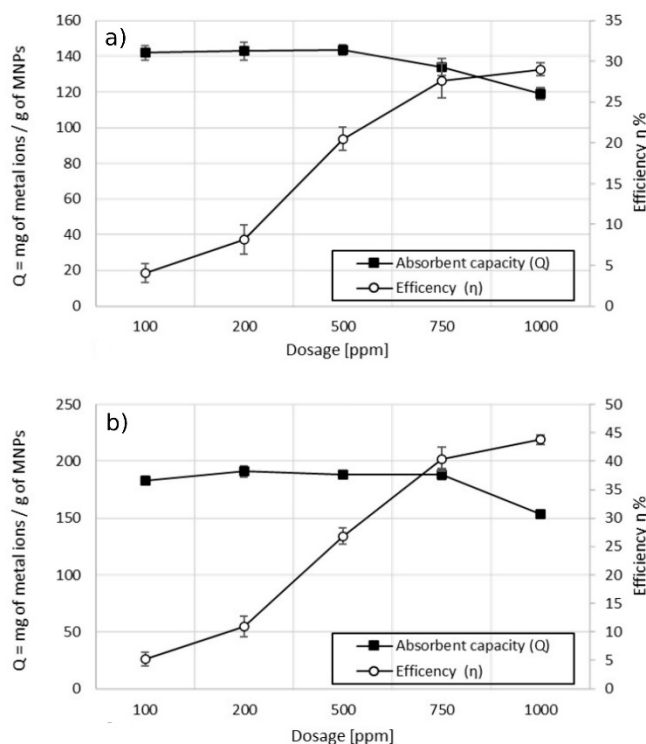 a)
Q = mg of metal ions / g of MNPs
160
140
120
100
80
60
40
20
0
35
30
25
20
15
10
5
0
Efficiency η %
Absorbent capacity (Q)
Efficency (η)
100 200 500 750 1000
Dosage [ppm]
b)
Q = mg of metal ions / g of MNPs
250
200
150
100
50
0
50
45
40
35
30
25
20
15
10
5
0
Efficiency η %
Absorbent capacity (Q)
Efficency (η)
100 200 500 750 1000
Dosage [ppm]